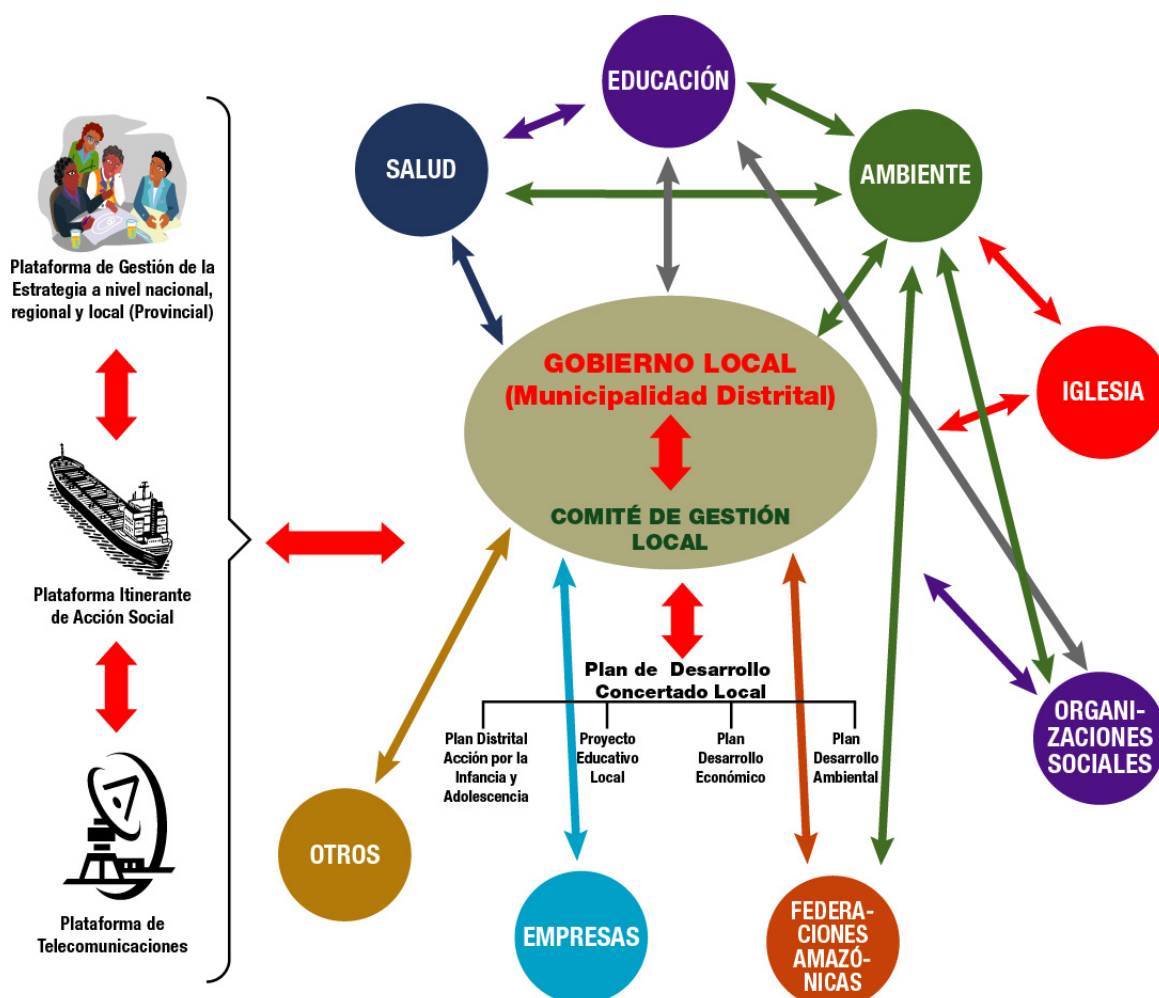 EDUCACIÓN
SALUD
AMBIENTE
IGLESIA
ORGANI-
ZACIONES
SOCIALES
FEDERA-
CIONES
AMAZÓ-
NICAS
EMPRESAS
OTROS
GOBIERNO LOCAL
(Municipalidad Distrital)
COMITÉ DE GESTIÓN
LOCAL
Plan de Desarrollo
Concertado Local
Plan Distrital
Acción por la
Infancia y
Adolescencia
Proyecto
Educativo
Local
Plan
Desarrollo
Económico
Plan
Desarrollo
Ambiental
Plataforma de Gestión de la
Estrategia a nivel nacional,
regional y local (Provincial)
Plataforma Itinerante
de Acción Social
Plataforma de
Telecomunicaciones